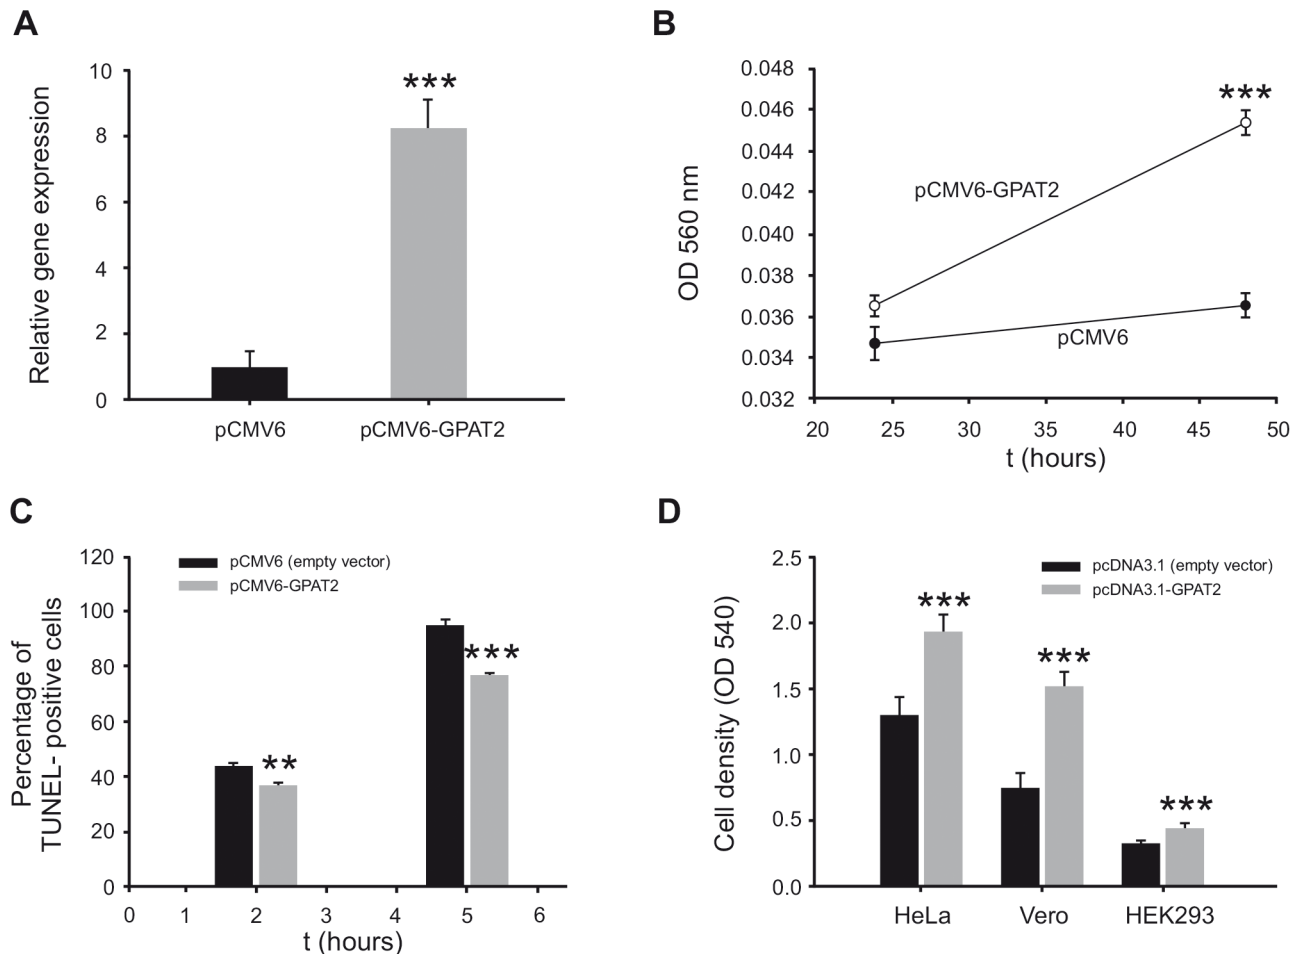 A
Relative gene expression
10
8
6
4
2
0
***
pCMV6
pCMV6-GPAT2
B
OD 560 nm
0.048
0.046
0.044
0.042
0.040
0.038
0.036
0.034
0.032
***
pCMV6-GPAT2
pCMV6
20 25 30 35 40 45 50
t (hours)
C
Percentage of
TUNEL- positive cells
120
100
80
60
40
20
0
pCMV6 (empty vector)
pCMV6-GPAT2
**
***
0 1 2 3 4 5 6
t (hours)
D
Cell density (OD 540)
2.5
2.0
1.5
1.0
0.5
0.0
pcDNA3.1 (empty vector)
pcDNA3.1-GPAT2
***
***
***
HeLa Vero HEK293